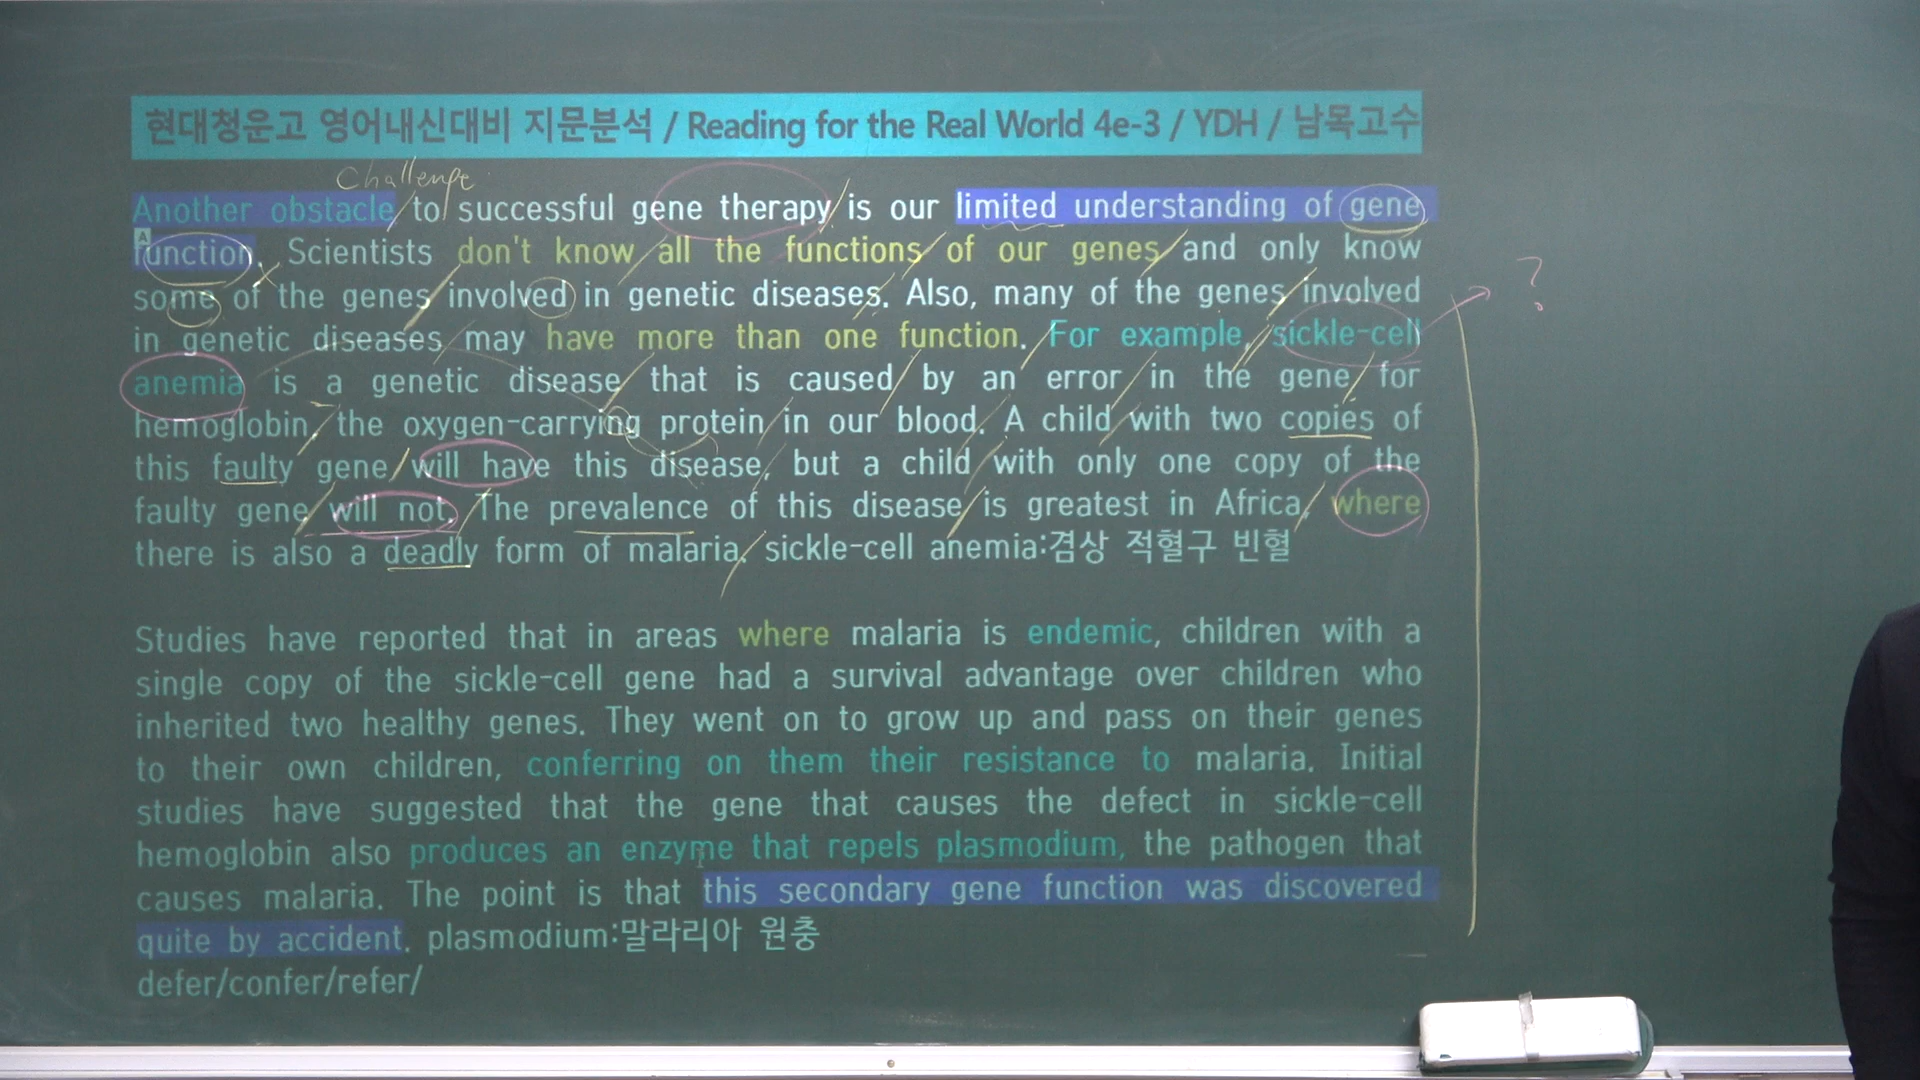 현대청운고 영어내신대비 지문분석 / Reading for the Real World 4e-3 / YDH / 남목고수
Challenge
Another obstacle to successful gene therapy is our limited understanding of gene
function. Scientists don't know all the functions of our genes and only know
some of the genes involved in genetic diseases. Also, many of the genes involved
in genetic diseases may have more than one function. For example, sickle-cell
anemia is a genetic disease that is caused by an error in the gene for
hemoglobin, the oxygen-carrying protein in our blood. A child with two copies of
this faulty gene will have this disease, but a child with only one copy of the
faulty gene will not. The prevalence of this disease is greatest in Africa, where
there is also a deadly form of malaria. sickle-cell anemia:겸상 적혈구 빈혈
?
Studies have reported that in areas where malaria is endemic, children with a
single copy of the sickle-cell gene had a survival advantage over children who
inherited two healthy genes. They went on to grow up and pass on their genes
to their own children, conferring on them their resistance to malaria. Initial
studies have suggested that the gene that causes the defect in sickle-cell
hemoglobin also produces an enzyme that repels plasmodium, the pathogen that
causes malaria. The point is that this secondary gene function was discovered
quite by accident. plasmodium:말라리아 원충
defer/confer/refer/